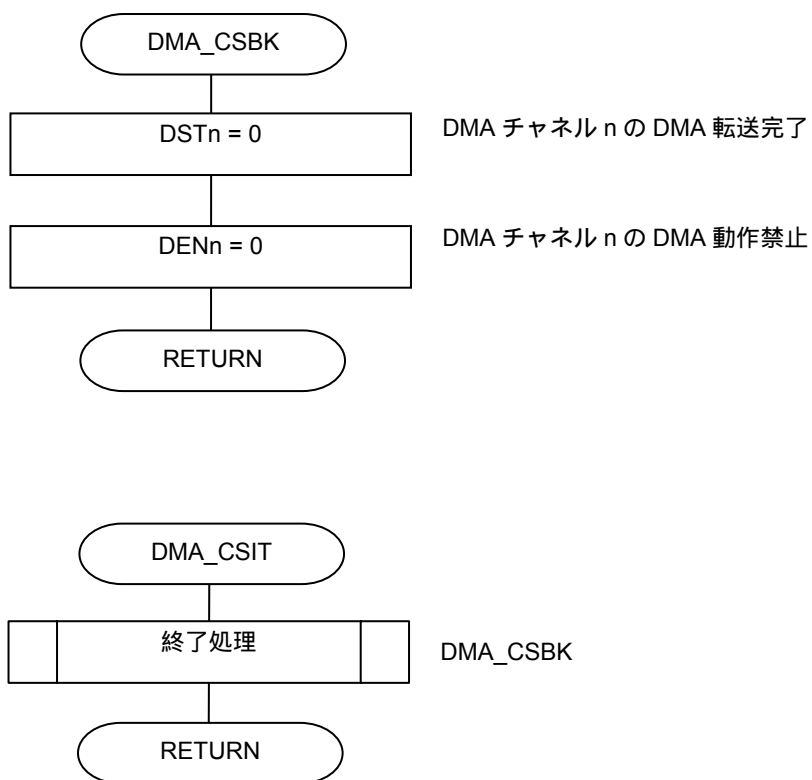 DMA_CSBK
DSTn = 0
DMA チャネル n の DMA 転送完了
DENn = 0
DMA チャネル n の DMA 動作禁止
RETURN
DMA_CSIT
終了処理
DMA_CSBK
RETURN